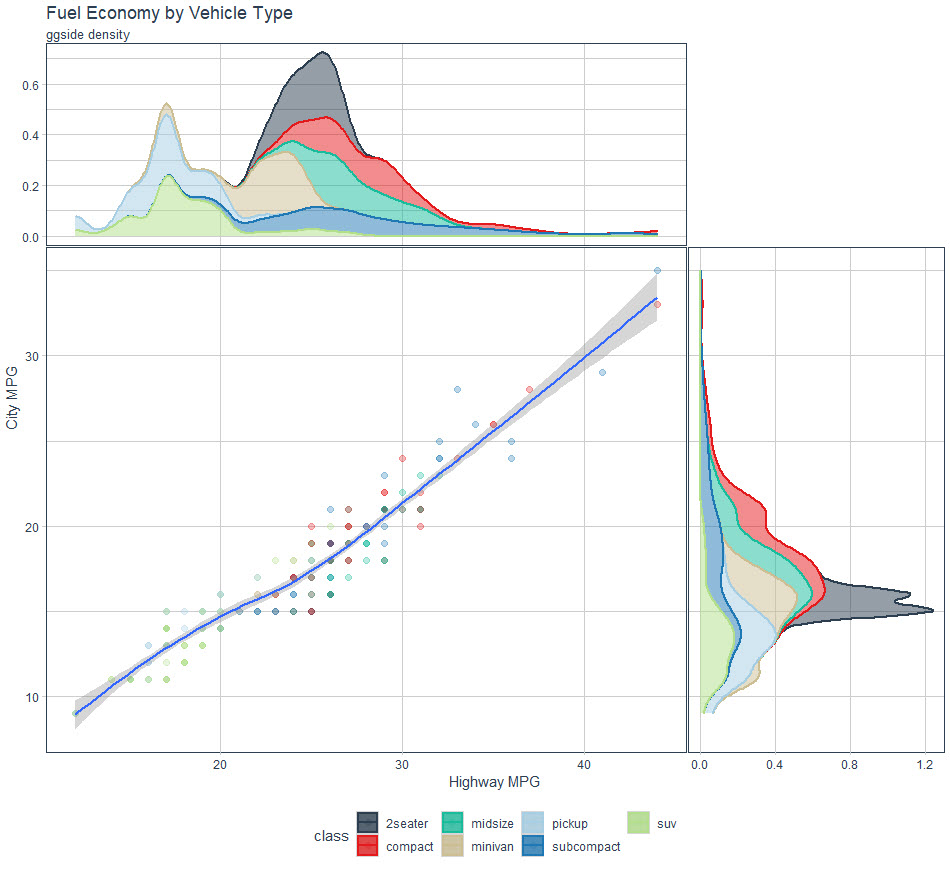 Fuel Economy by Vehicle Type
ggside density
0.6
0.4
0.2
0.0
City MPG
30
20
10
20 30 40
0.0 0.4 0.8 1.2
Highway MPG
class
2seater midsize pickup suv
compact minivan subcompact